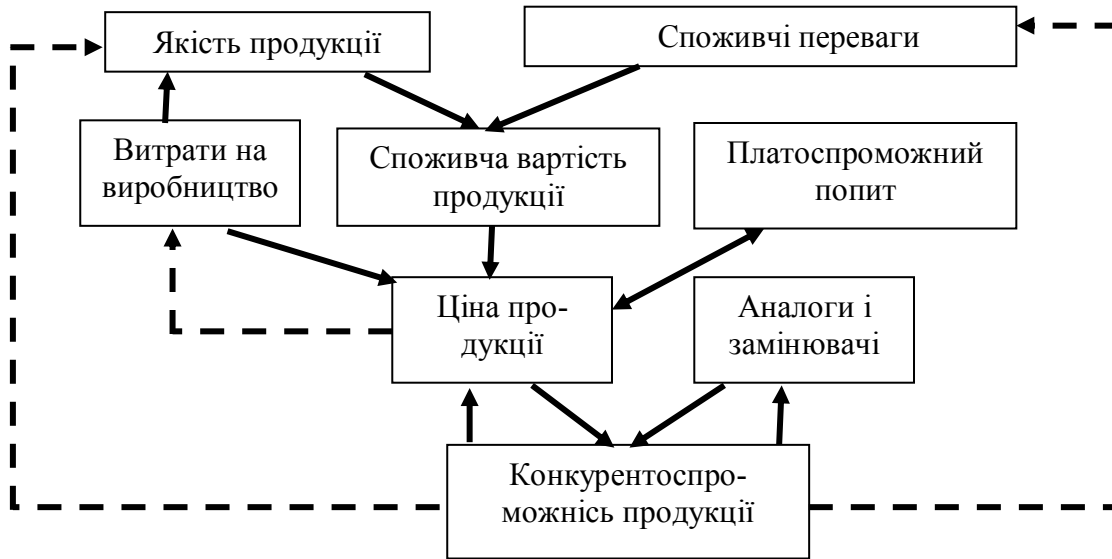 Якість продукції
Споживчі переваги
Витрати на
виробництво
Споживча вартість
продукції
Платоспроможний
попит
Ціна про-
дукції
Аналоги і
замінювачі
Конкурентоспро-
можнісь продукції